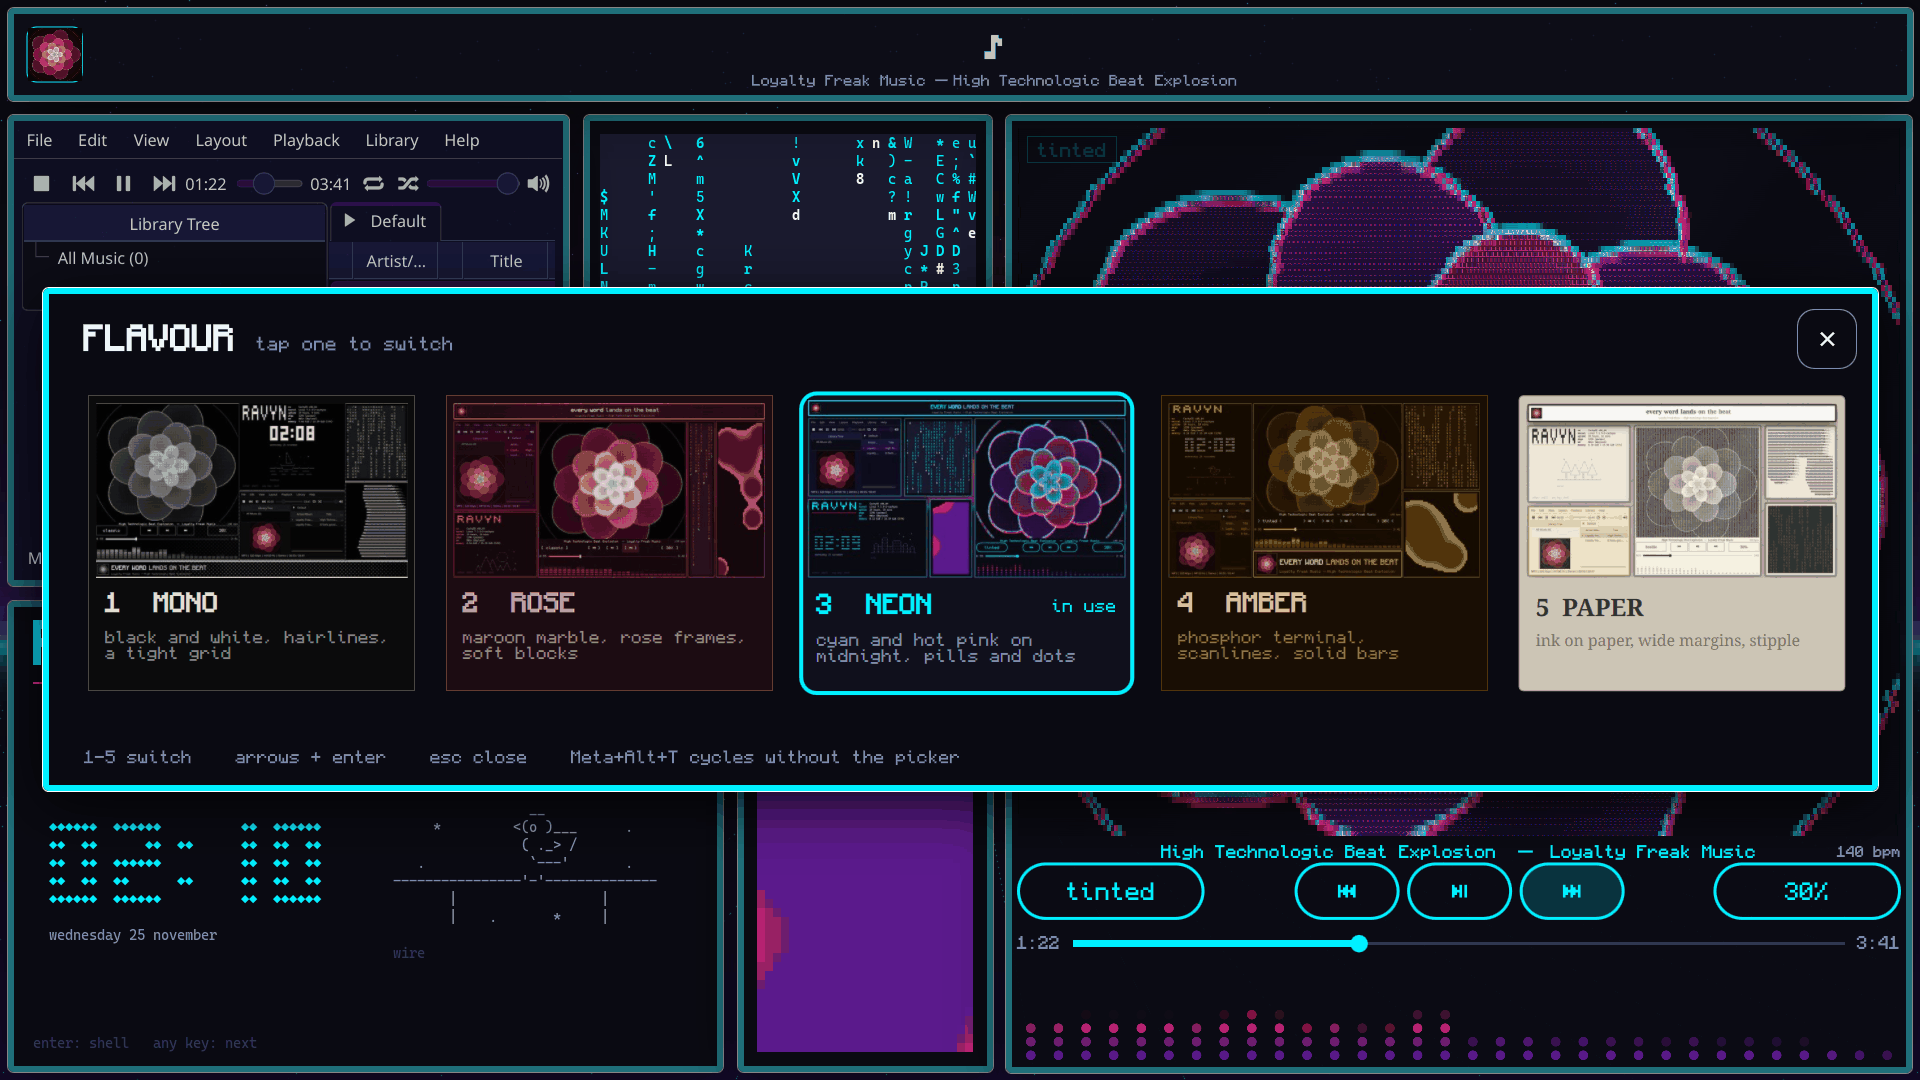 Loyalty Freak Music — High Technologic Beat Explosion
File Edit View Layout Playback Library Help
01:22 03:41
Library Tree
Default
All Music (0)
Artist/... Title
tinted
FLAVOUR tap one to switch
1 MONO
black and white, hairlines,
a tight grid
2 ROSE
maroon marble, rose frames,
soft blocks
3 NEON in use
cyan and hot pink on
midnight, pills and dots
4 AMBER
phosphor terminal,
scanlines, solid bars
5 PAPER
ink on paper, wide margins, stipple
1-5 switch arrows + enter esc close Meta+Alt+T cycles without the picker
02:10
wednesday 25 november
wire
enter: shell any key: next
High Technologic Beat Explosion — Loyalty Freak Music 140 bpm
tinted 30%
1:22 3:41